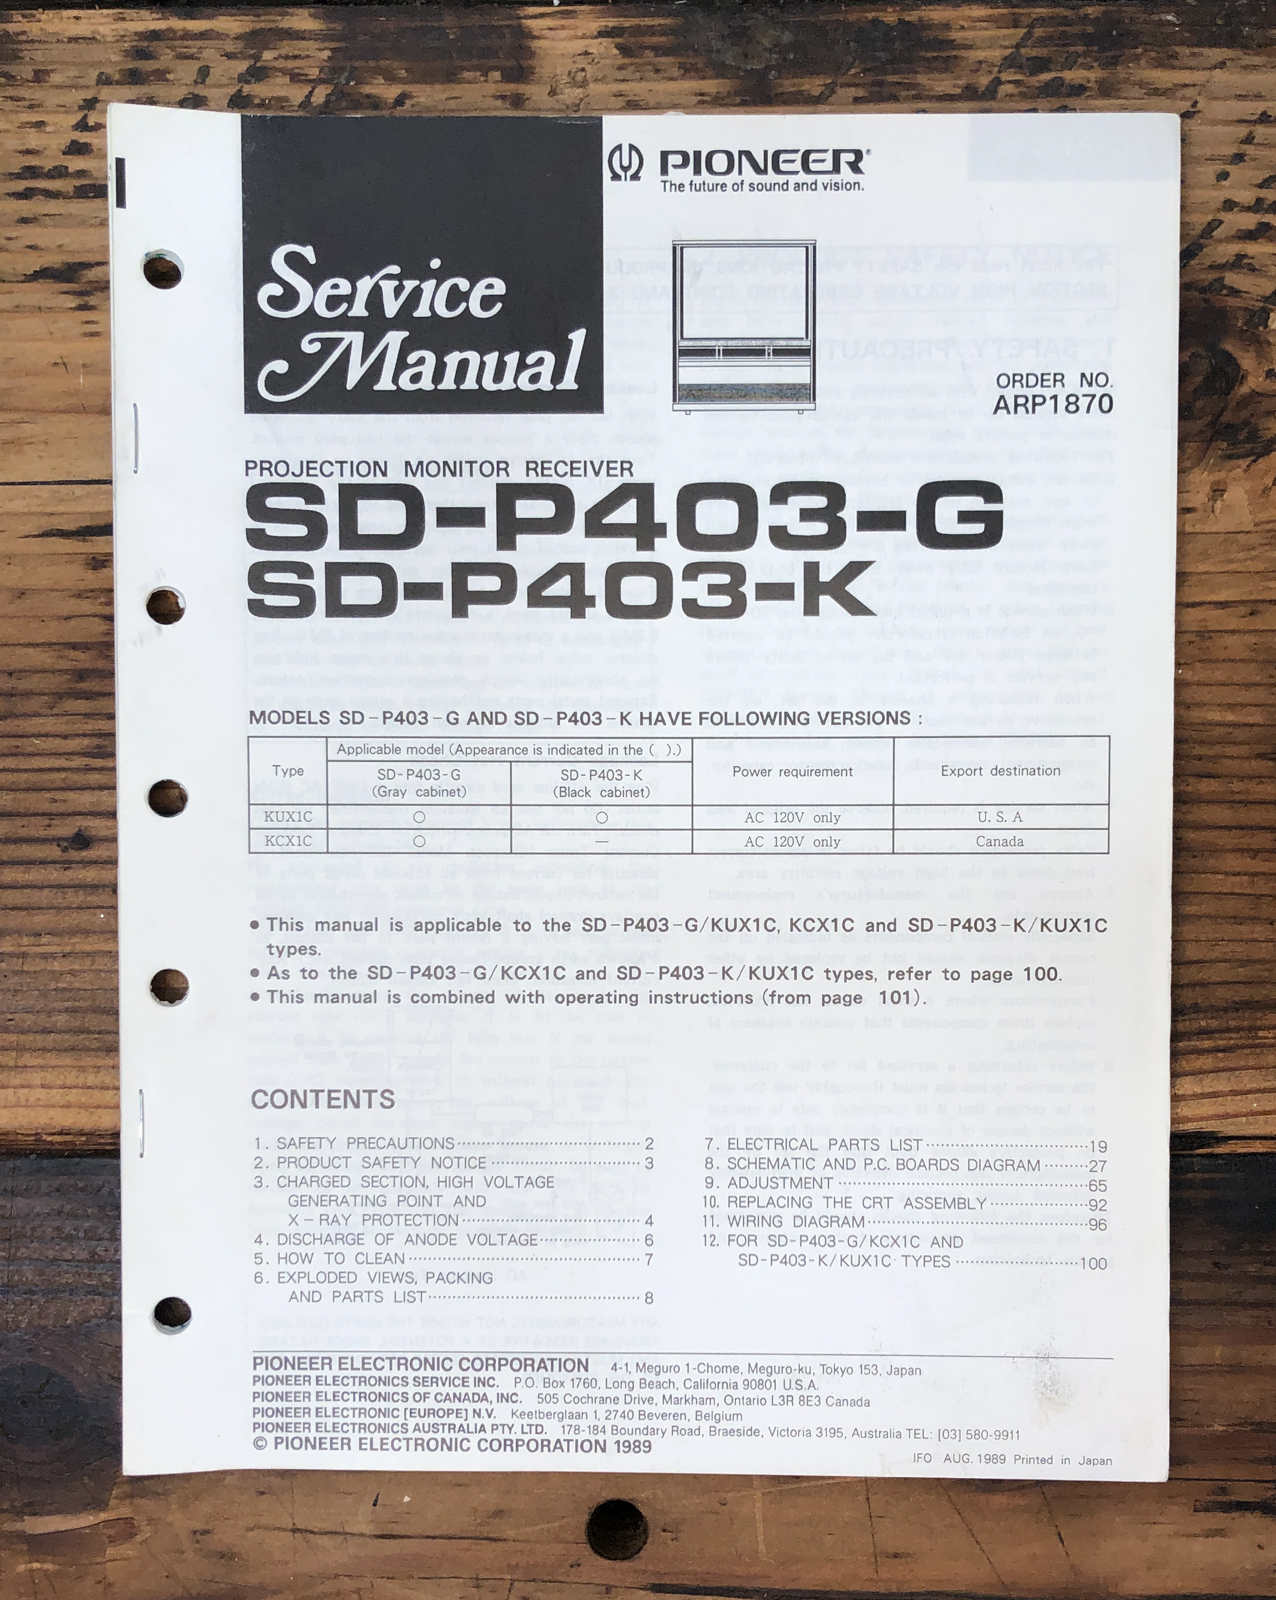 PIONEER®
The future of sound and vision.
Service
Manual
ORDER NO.
ARP1870
PROJECTION MONITOR RECEIVER
SD-P403-G
SD-P403-K
MODELS SD-P403-G AND SD-P403-K HAVE FOLLOWING VERSIONS :
Type
Applicable model (Appearance is indicated in the ( ).)
SD-P403-G
(Gray cabinet)
SD-P403-K
(Black cabinet)
Power requirement
Export destination
KUX1C ○ ○ AC 120V only U. S. A
KCX1C ○ — AC 120V only Canada
● This manual is applicable to the SD-P403-G/KUX1C, KCX1C and SD-P403-K/KUX1C
types.
● As to the SD-P403-G/KCX1C and SD-P403-K/KUX1C types, refer to page 100.
● This manual is combined with operating instructions (from page 101).
CONTENTS
1. SAFETY PRECAUTIONS 2
2. PRODUCT SAFETY NOTICE 3
3. CHARGED SECTION, HIGH VOLTAGE
GENERATING POINT AND
X-RAY PROTECTION 4
4. DISCHARGE OF ANODE VOLTAGE 6
5. HOW TO CLEAN 7
6. EXPLODED VIEWS, PACKING
AND PARTS LIST 8
7. ELECTRICAL PARTS LIST 19
8. SCHEMATIC AND P.C. BOARDS DIAGRAM 27
9. ADJUSTMENT 65
10. REPLACING THE CRT ASSEMBLY 92
11. WIRING DIAGRAM 96
12. FOR SD-P403-G/KCX1C AND
SD-P403-K/KUX1C TYPES 100
PIONEER ELECTRONIC CORPORATION 4-1, Meguro 1-Chome, Meguro-ku, Tokyo 153, Japan
PIONEER ELECTRONICS SERVICE INC. P.O. Box 1760, Long Beach, California 90801 U.S.A.
PIONEER ELECTRONICS OF CANADA, INC. 505 Cochrane Drive, Markham, Ontario L3R 8E3 Canada
PIONEER ELECTRONIC [EUROPE] N.V. Keetberglaan 1, 2740 Beveren, Belgium
PIONEER ELECTRONICS AUSTRALIA PTY. LTD. 178-184 Boundary Road, Braeside, Victoria 3195, Australia TEL: [03] 580-9911
© PIONEER ELECTRONIC CORPORATION 1989
IFO AUG. 1989 Printed in Japan